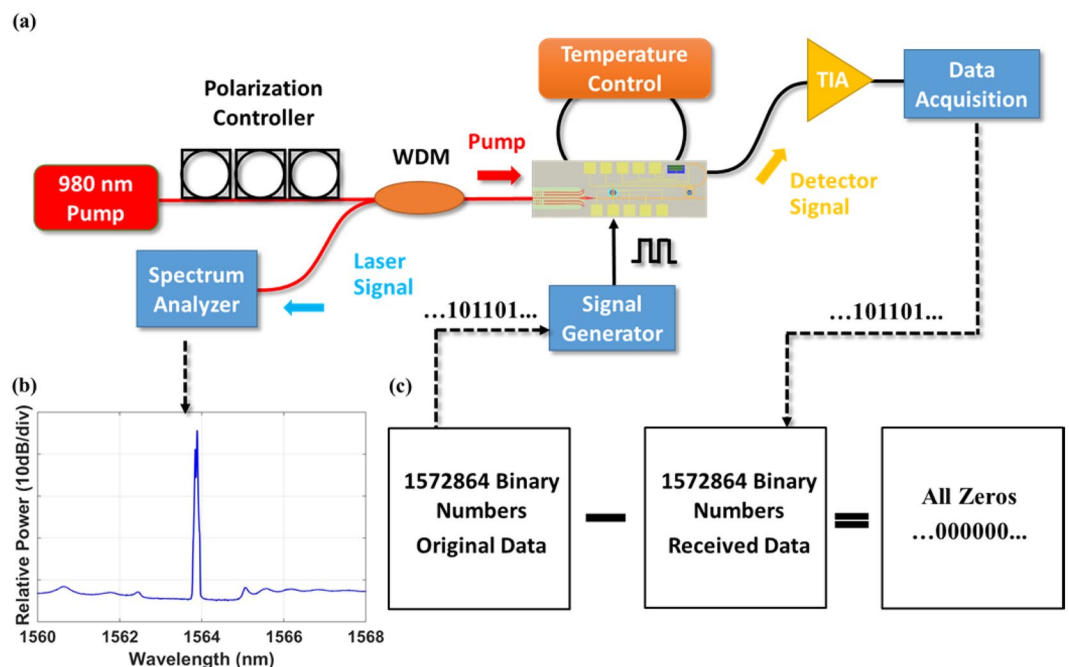 (a)
Temperature
Control
TIA
Data
Acquisition
Polarization
Controller
WDM
Pump
980 nm
Pump
Detector
Signal
Spectrum
Analyzer
Laser
Signal
...101101...
Signal
Generator
...101101...
(b)
Relative Power (10dB/div)
1560
1562
1564
1566
1568
Wavelength (nm)
(c)
1572864 Binary
Numbers
Original Data
1572864 Binary
Numbers
Received Data
All Zeros
...000000...